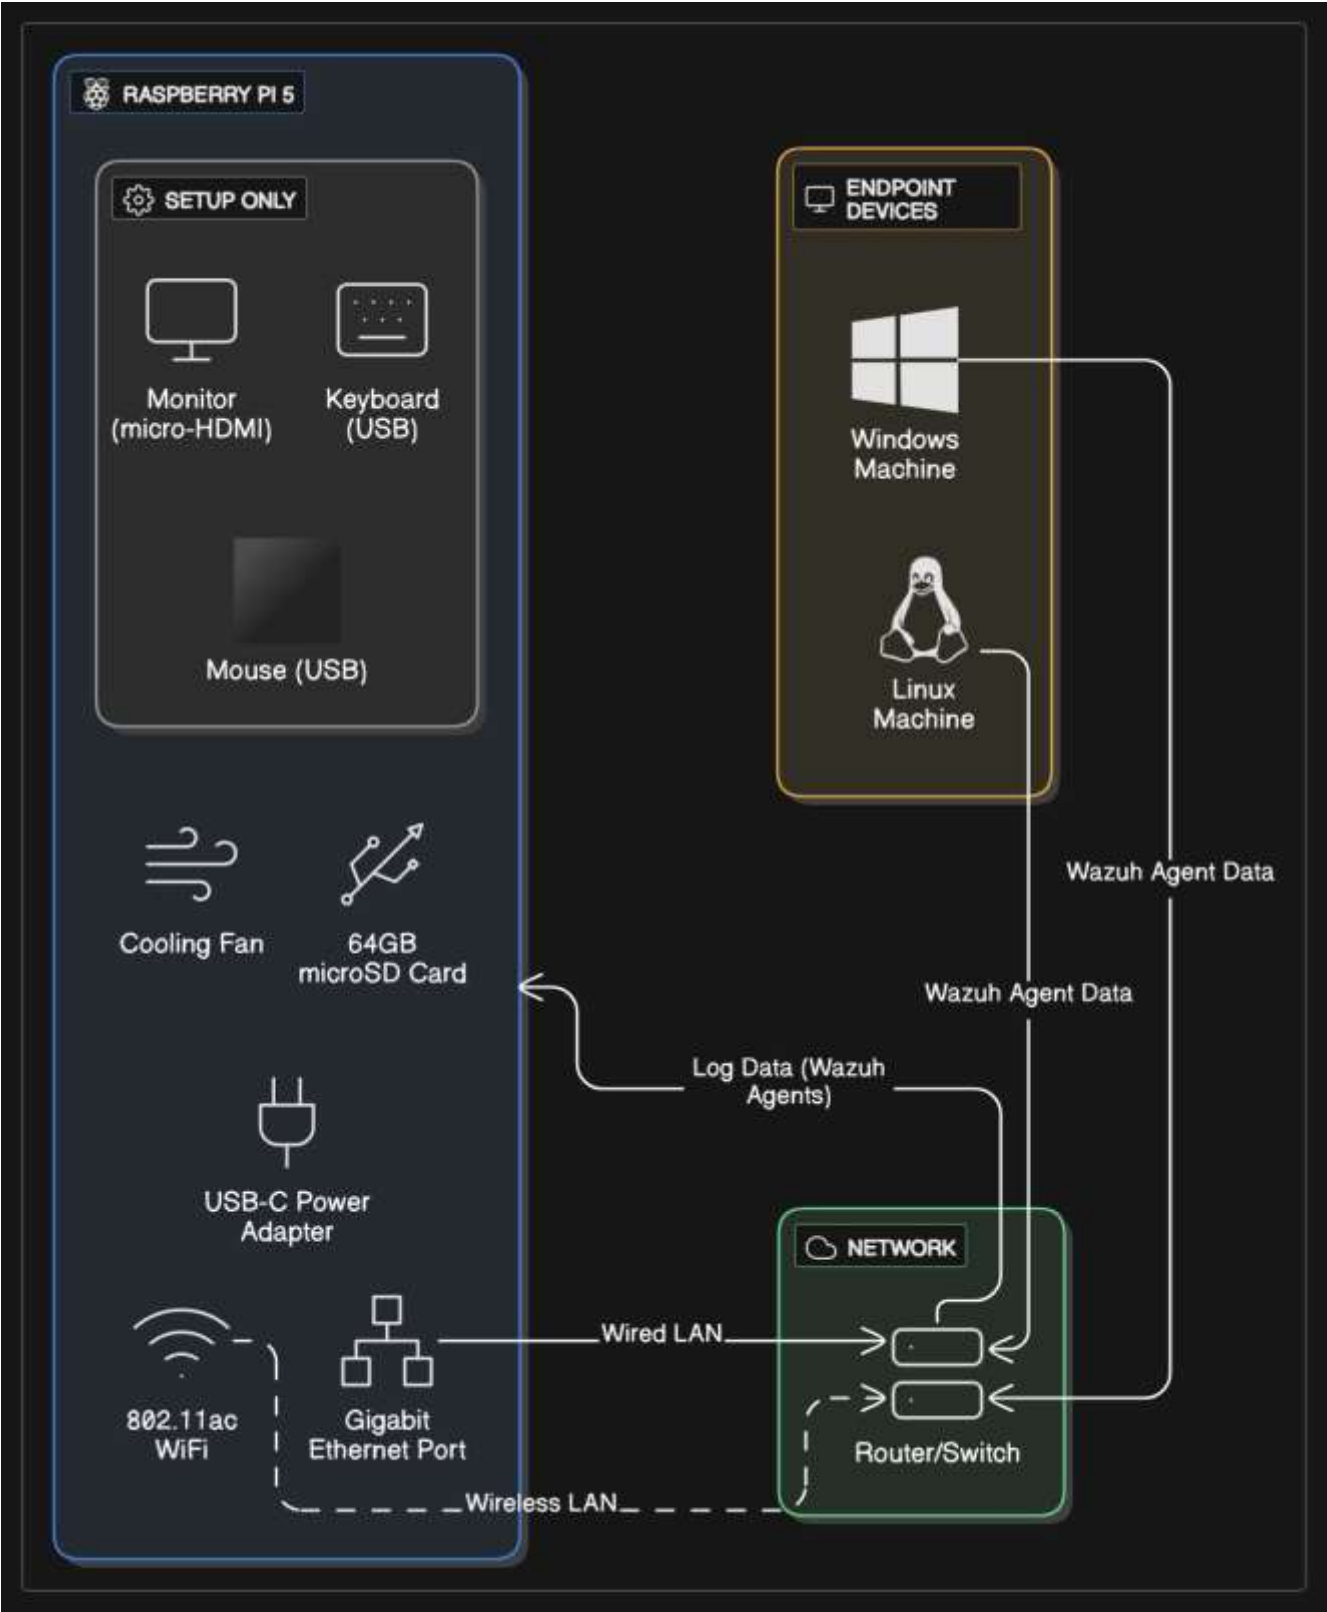 RASPBERRY PI 5
SETUP ONLY
Monitor
(micro-HDMI)
Keyboard
(USB)
Mouse (USB)
Cooling Fan
64GB
microSD Card
USB-C Power
Adapter
802.11ac
WiFi
Gigabit
Ethernet Port
ENDPOINT
DEVICES
Windows
Machine
Linux
Machine
Wazuh Agent Data
Wazuh Agent Data
Log Data (Wazuh
Agents)
NETWORK
Wired LAN
Router/Switch
Wireless LAN